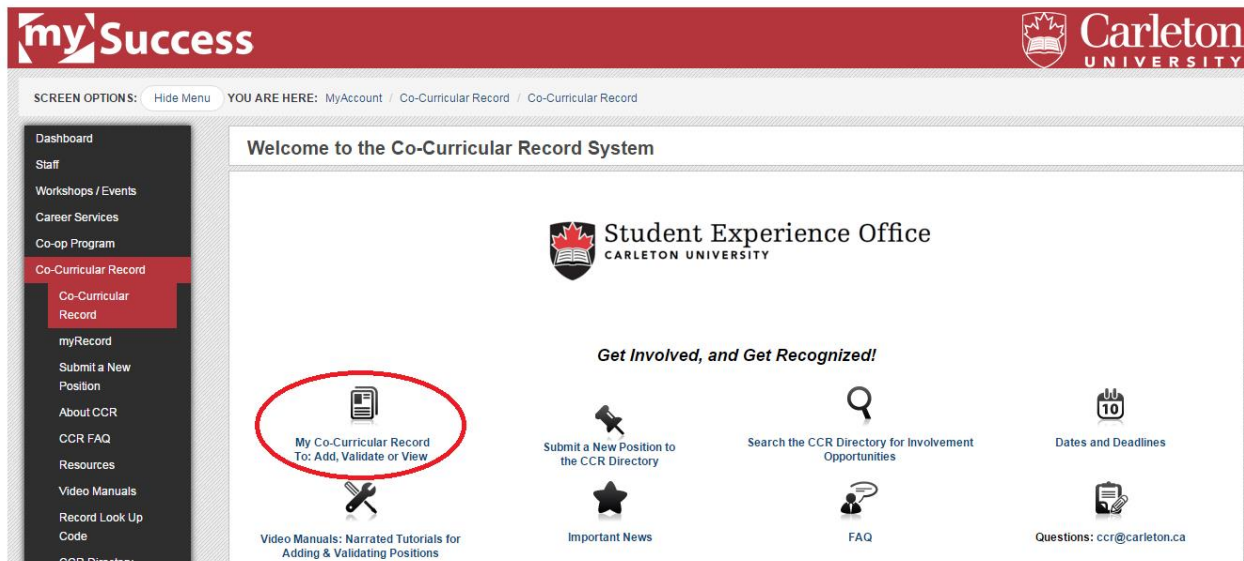 my Success
Carleton
UNIVERSITY
SCREEN OPTIONS: Hide Menu YOU ARE HERE: MyAccount / Co-Curricular Record / Co-Curricular Record
Dashboard
Staff
Workshops / Events
Career Services
Co-op Program
Co-Curricular Record
Co-Curricular
Record
myRecord
Submit a New
Position
About CCR
CCR FAQ
Resources
Video Manuals
Record Look Up
Code
CCR Directory
Welcome to the Co-Curricular Record System
Student Experience Office
CARLETON UNIVERSITY
Get Involved, and Get Recognized!
My Co-Curricular Record
To: Add, Validate or View
Submit a New Position to
the CCR Directory
Search the CCR Directory for Involvement
Opportunities
10
Dates and Deadlines
Video Manuals: Narrated Tutorials for
Adding & Validating Positions
Important News
FAQ
Questions: ccr@carleton.ca